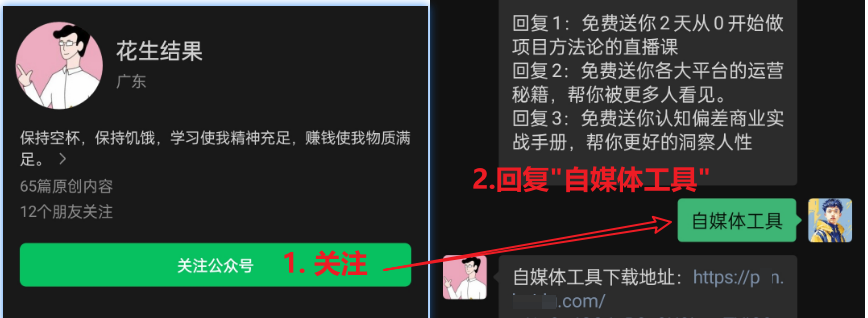 花生结果
广东
保持空杯，保持饥饿，学习使我精神充足，赚钱使我物质满
足。
65篇原创内容
12个朋友关注
关注公众号
1. 关注
回复1：免费送你2天从0开始做
项目方法论的直播课
回复2：免费送你各大平台的运营
秘籍，帮你被更多人看见。
回复3：免费送你认知偏差商业实
战手册，帮你更好的洞察人性
2.回复"自媒体工具"
自媒体工具
自媒体工具下载地址：https://p n.
.com/